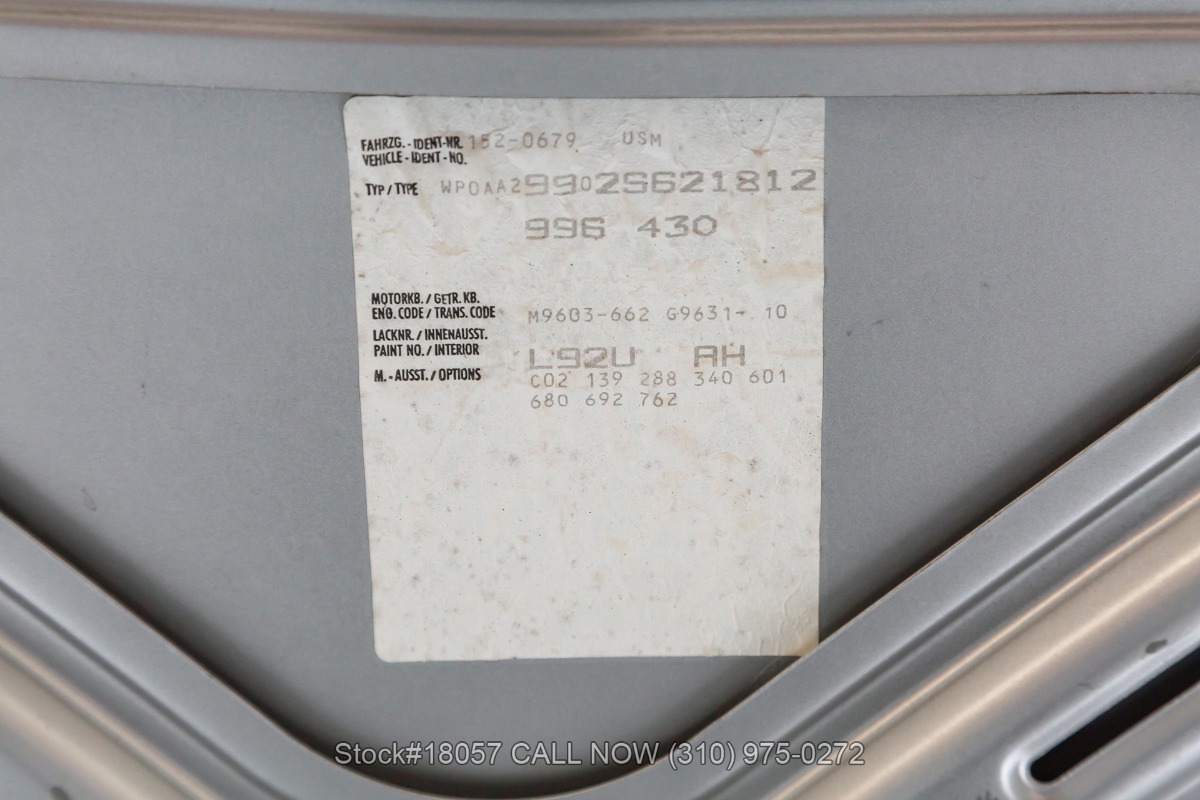 FAHRZG.-IDENT-NR. 152-0679 USM
VEHICLE-IDENT-NO.
TYP/TYPE WP0AA29902S621812
996 430
MOTORKB./GETR.KB.
ENG.CODE/TRANS.CODE M9603-662 G9631- 10
LACKNR./INNENAUSST.
PAINT NO./INTERIOR L92U AH
M.-AUSST./OPTIONS C02 139 288 340 601
680 692 762
Stock#18057 CALL NOW (310) 975-0272